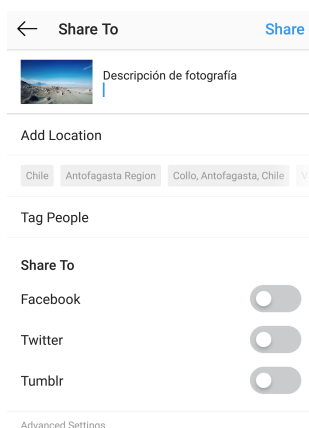 Share To
Share
Descripción de fotografía
Add Location
Chile
Antofagasta Region
Collo, Antofagasta, Chile
Tag People
Share To
Facebook
Twitter
Tumblr
Advanced Settings